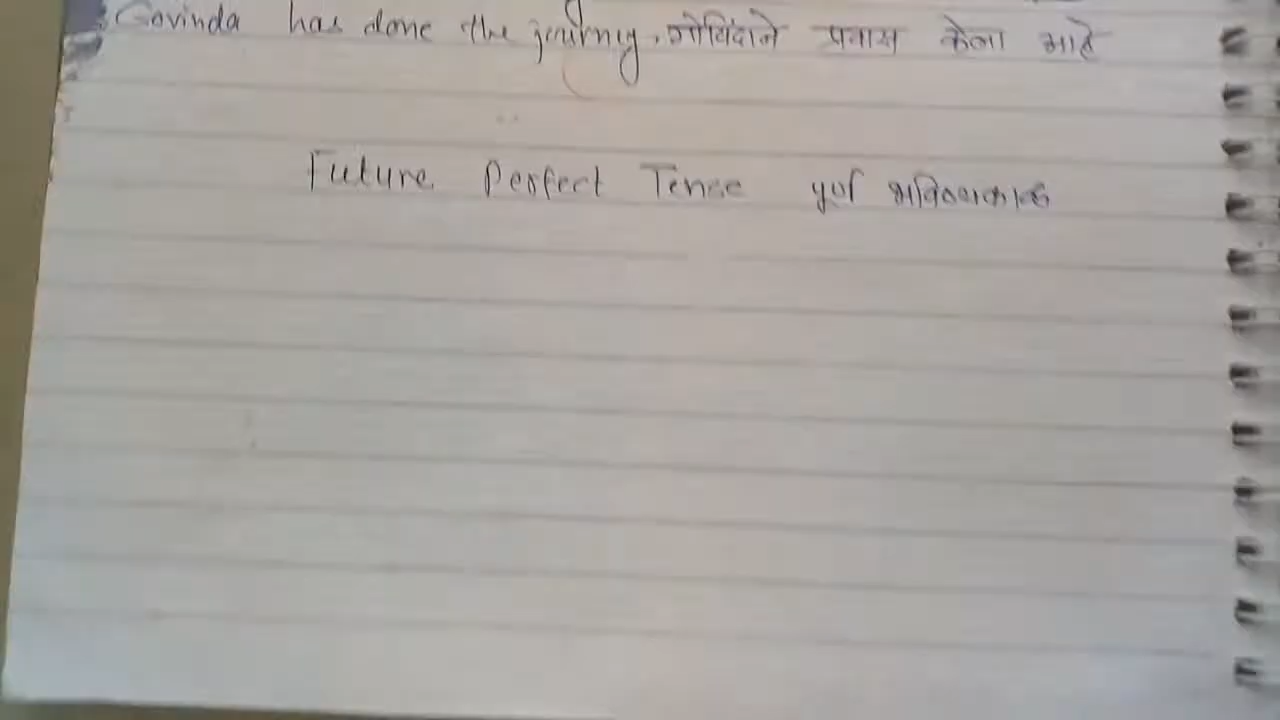 Govinda has done the journey. गोविंदाने प्रवास केला आहे
Future Perfect Tense पूर्ण भविष्यकाळ